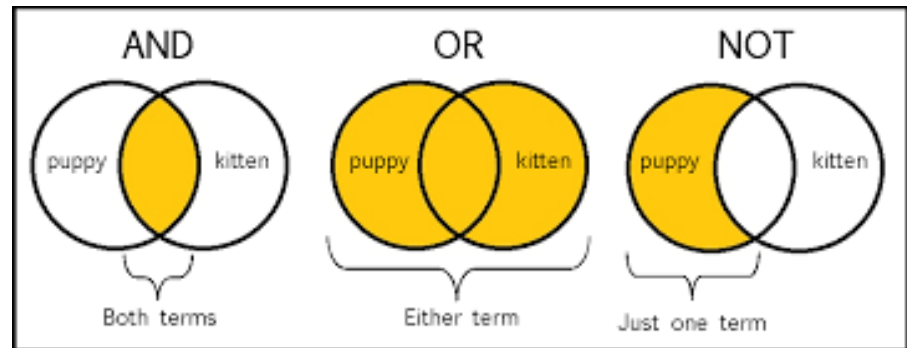 AND
OR
NOT
puppy
kitten
puppy
kitten
puppy
kitten
Both terms
Either term
Just one term